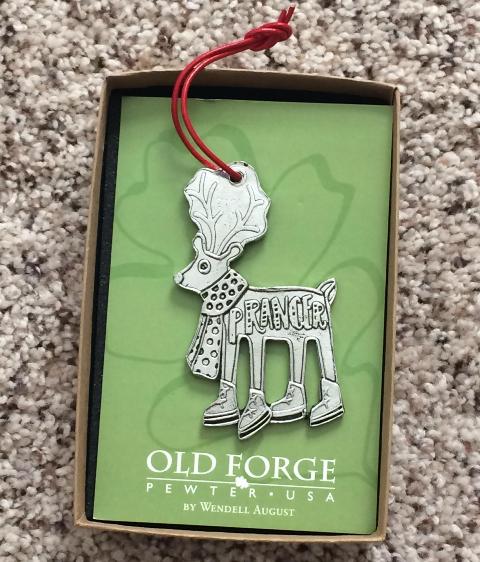 PRANCER
OLD FORGE
PEWTER • USA
BY WENDELL AUGUST